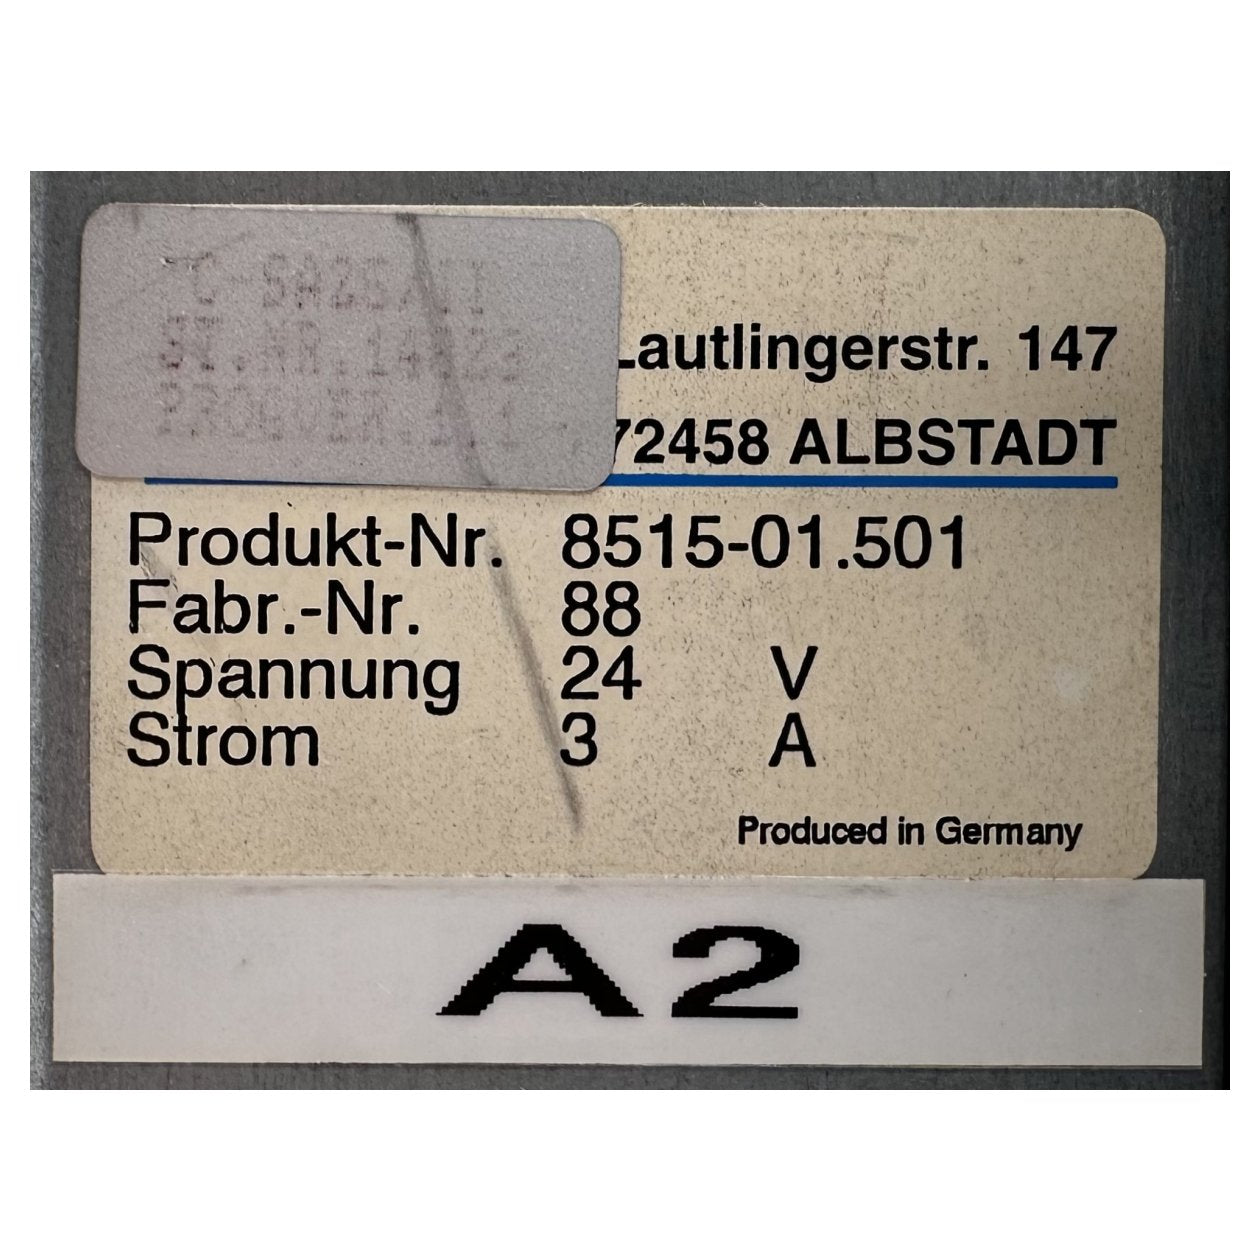 Lautlingerstr. 147
72458 ALBSTADT
Produkt-Nr. 8515-01.501
Fabr.-Nr. 88
Spannung 24 V
Strom 3 A
Produced in Germany
A2